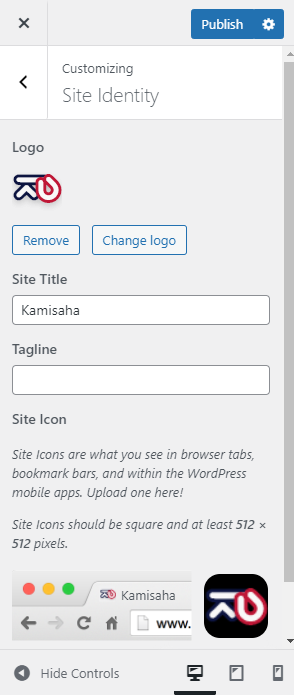 Publish
Customizing
Site Identity
Logo
Remove
Change logo
Site Title
Kamisaha
Tagline
Site Icon
Site Icons are what you see in browser tabs,
bookmark bars, and within the WordPress
mobile apps. Upload one here!
Site Icons should be square and at least 512 ×
512 pixels.
Kamisaha
www.
Hide Controls